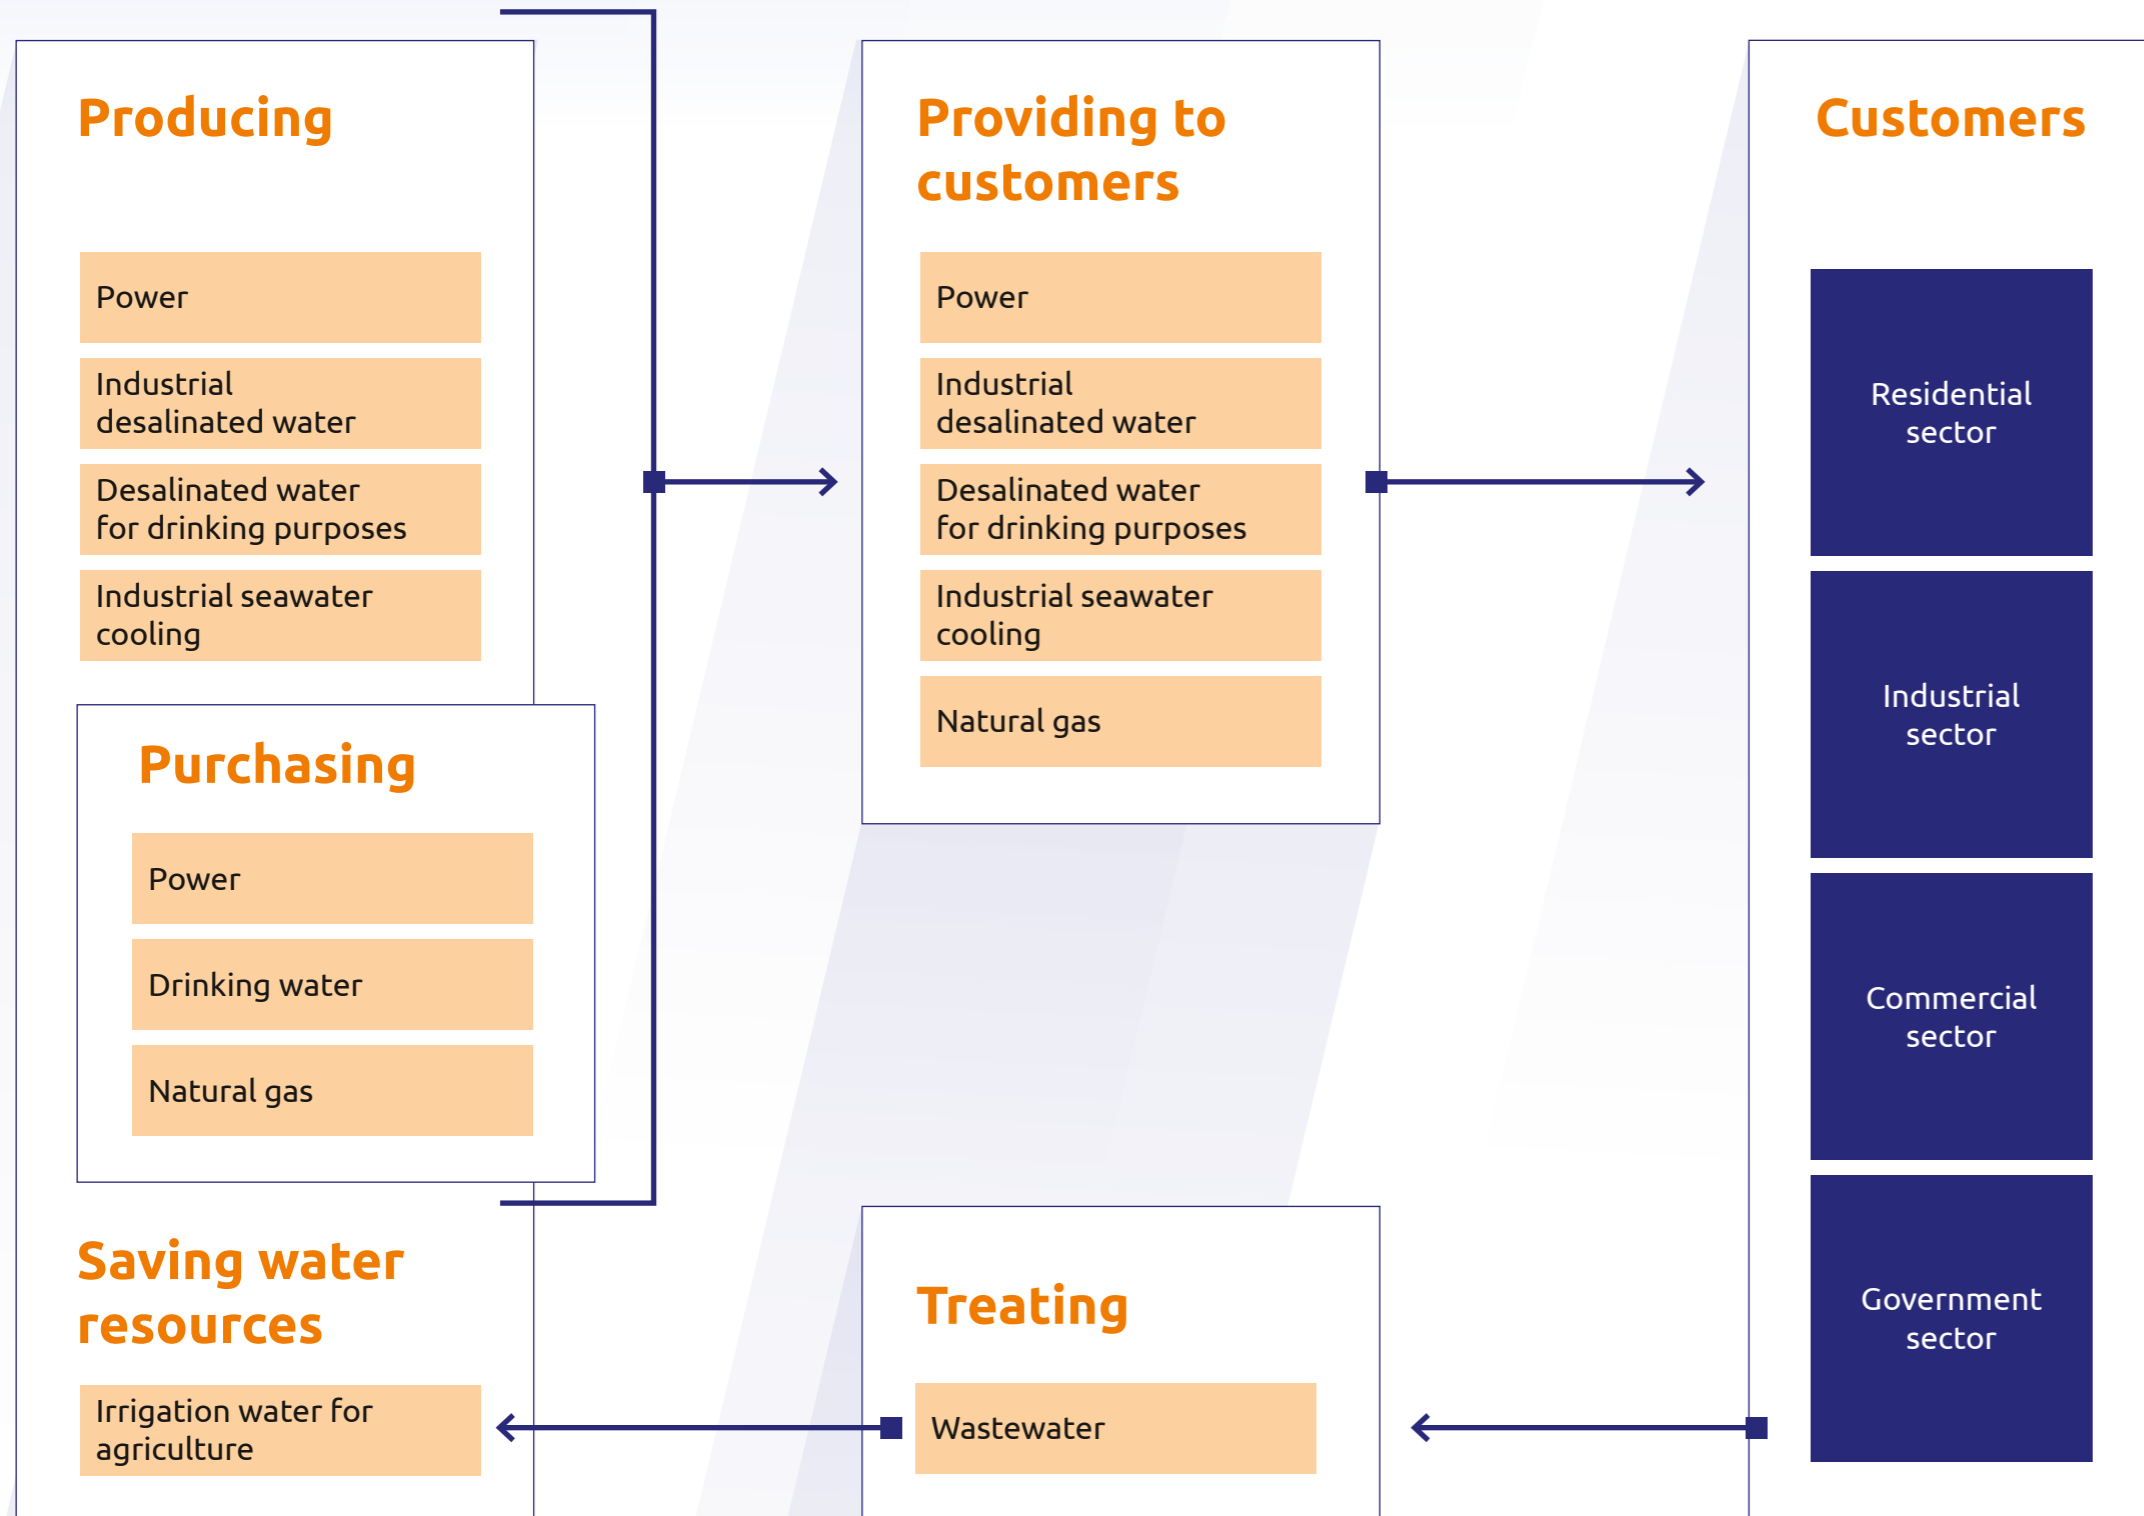 Producing
Power
Industrial
desalinated water
Desalinated water
for drinking purposes
Industrial seawater
cooling
Purchasing
Power
Drinking water
Natural gas
Saving water
resources
Irrigation water for
agriculture
Providing to
customers
Power
Industrial
desalinated water
Desalinated water
for drinking purposes
Industrial seawater
cooling
Natural gas
Treating
Wastewater
Customers
Residential
sector
Industrial
sector
Commercial
sector
Government
sector